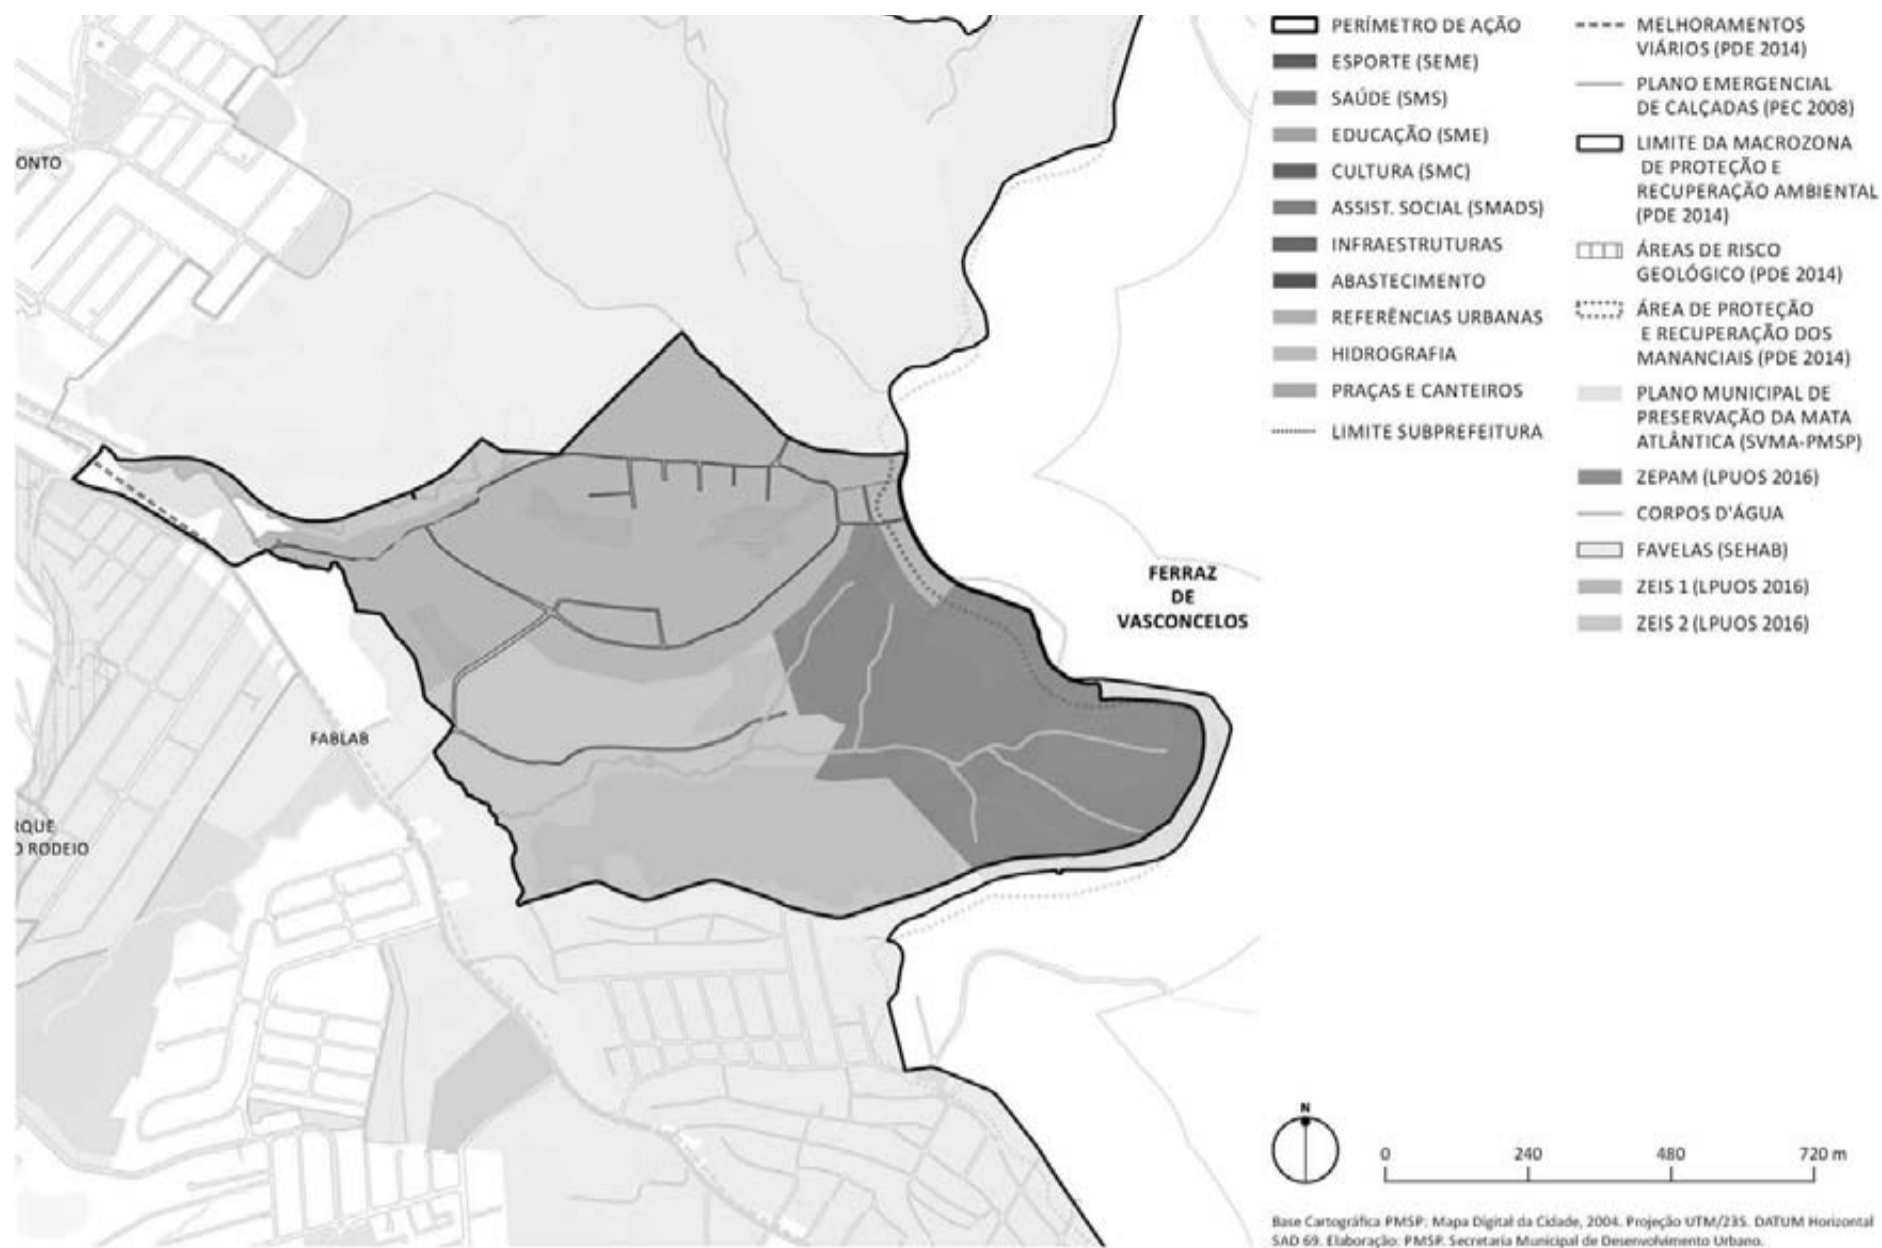 ONTO
FABLAB
RQUE
O RODEIO
FERRAZ
DE
VASCONCELOS
PERÍMETRO DE AÇÃO
ESPORTE (SEME)
SAÚDE (SMS)
EDUCAÇÃO (SME)
CULTURA (SMC)
ASSIST. SOCIAL (SMADS)
INFRAESTRUTURAS
ABASTECIMENTO
REFERÊNCIAS URBANAS
HIDROGRAFIA
PRAÇAS E CANTEIROS
LIMITE SUBPREFEITURA
MELHORAMENTOS
VIÁRIOS (PDE 2014)
PLANO EMERGENCIAL
DE CALÇADAS (PEC 2008)
LIMITE DA MACROZONA
DE PROTEÇÃO E
RECUPERAÇÃO AMBIENTAL
(PDE 2014)
ÁREAS DE RISCO
GEOLÓGICO (PDE 2014)
ÁREA DE PROTEÇÃO
E RECUPERAÇÃO DOS
MANANCIAIS (PDE 2014)
PLANO MUNICIPAL DE
PRESERVAÇÃO DA MATA
ATLÂNTICA (SVMA-PMSP)
ZEPAM (LPUOS 2016)
CORPOS D'ÁGUA
FAVELAS (SEHAB)
ZEIS 1 (LPUOS 2016)
ZEIS 2 (LPUOS 2016)
N
0 240 480 720 m
Base Cartográfica PMSP: Mapa Digital da Cidade, 2004. Projeção UTM/23S. DATUM Horizontal
SAD 69. Elaboração: PMSP. Secretaria Municipal de Desenvolvimento Urbano.